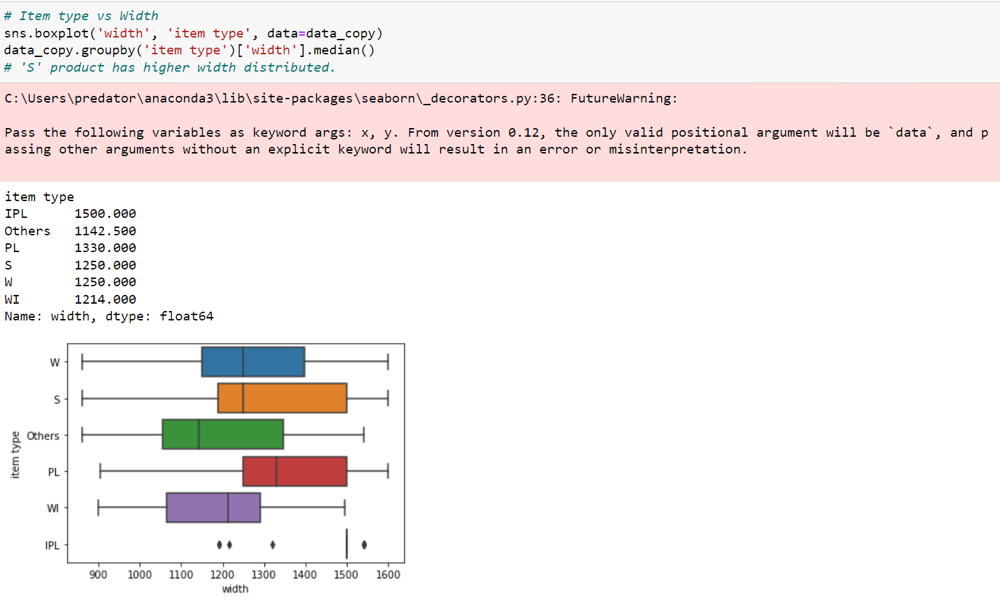 # Item type vs Width
sns.boxplot('width', 'item type', data=data_copy)
data_copy.groupby('item type')['width'].median()
# 'S' product has higher width distributed.
C:\Users\predator\anaconda3\lib\site-packages\seaborn\_decorators.py:36: FutureWarning:
Pass the following variables as keyword args: x, y. From version 0.12, the only valid positional argument will be `data`, and p
assing other arguments without an explicit keyword will result in an error or misinterpretation.
item type
IPL 1500.000
Others 1142.500
PL 1330.000
S 1250.000
W 1250.000
WI 1214.000
Name: width, dtype: float64
item type
W
S
Others
PL
WI
IPL
900 1000 1100 1200 1300 1400 1500 1600
width